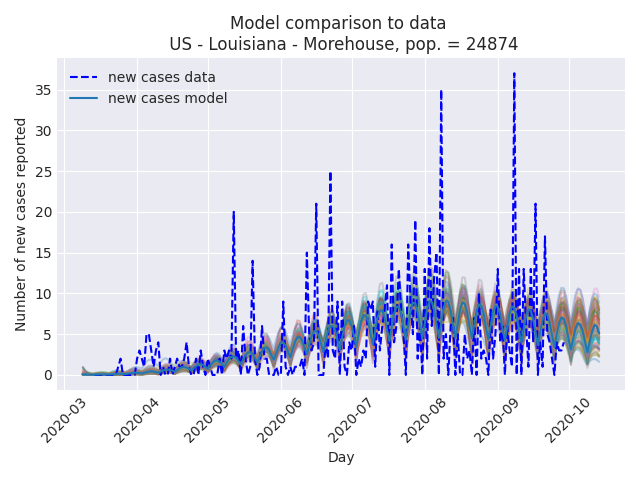 Model comparison to data
US - Louisiana - Morehouse, pop. = 24874
new cases data
new cases model
Number of new cases reported
35
30
25
20
15
10
5
0
2020-03
2020-04
2020-05
2020-06
2020-07
2020-08
2020-09
2020-10
Day